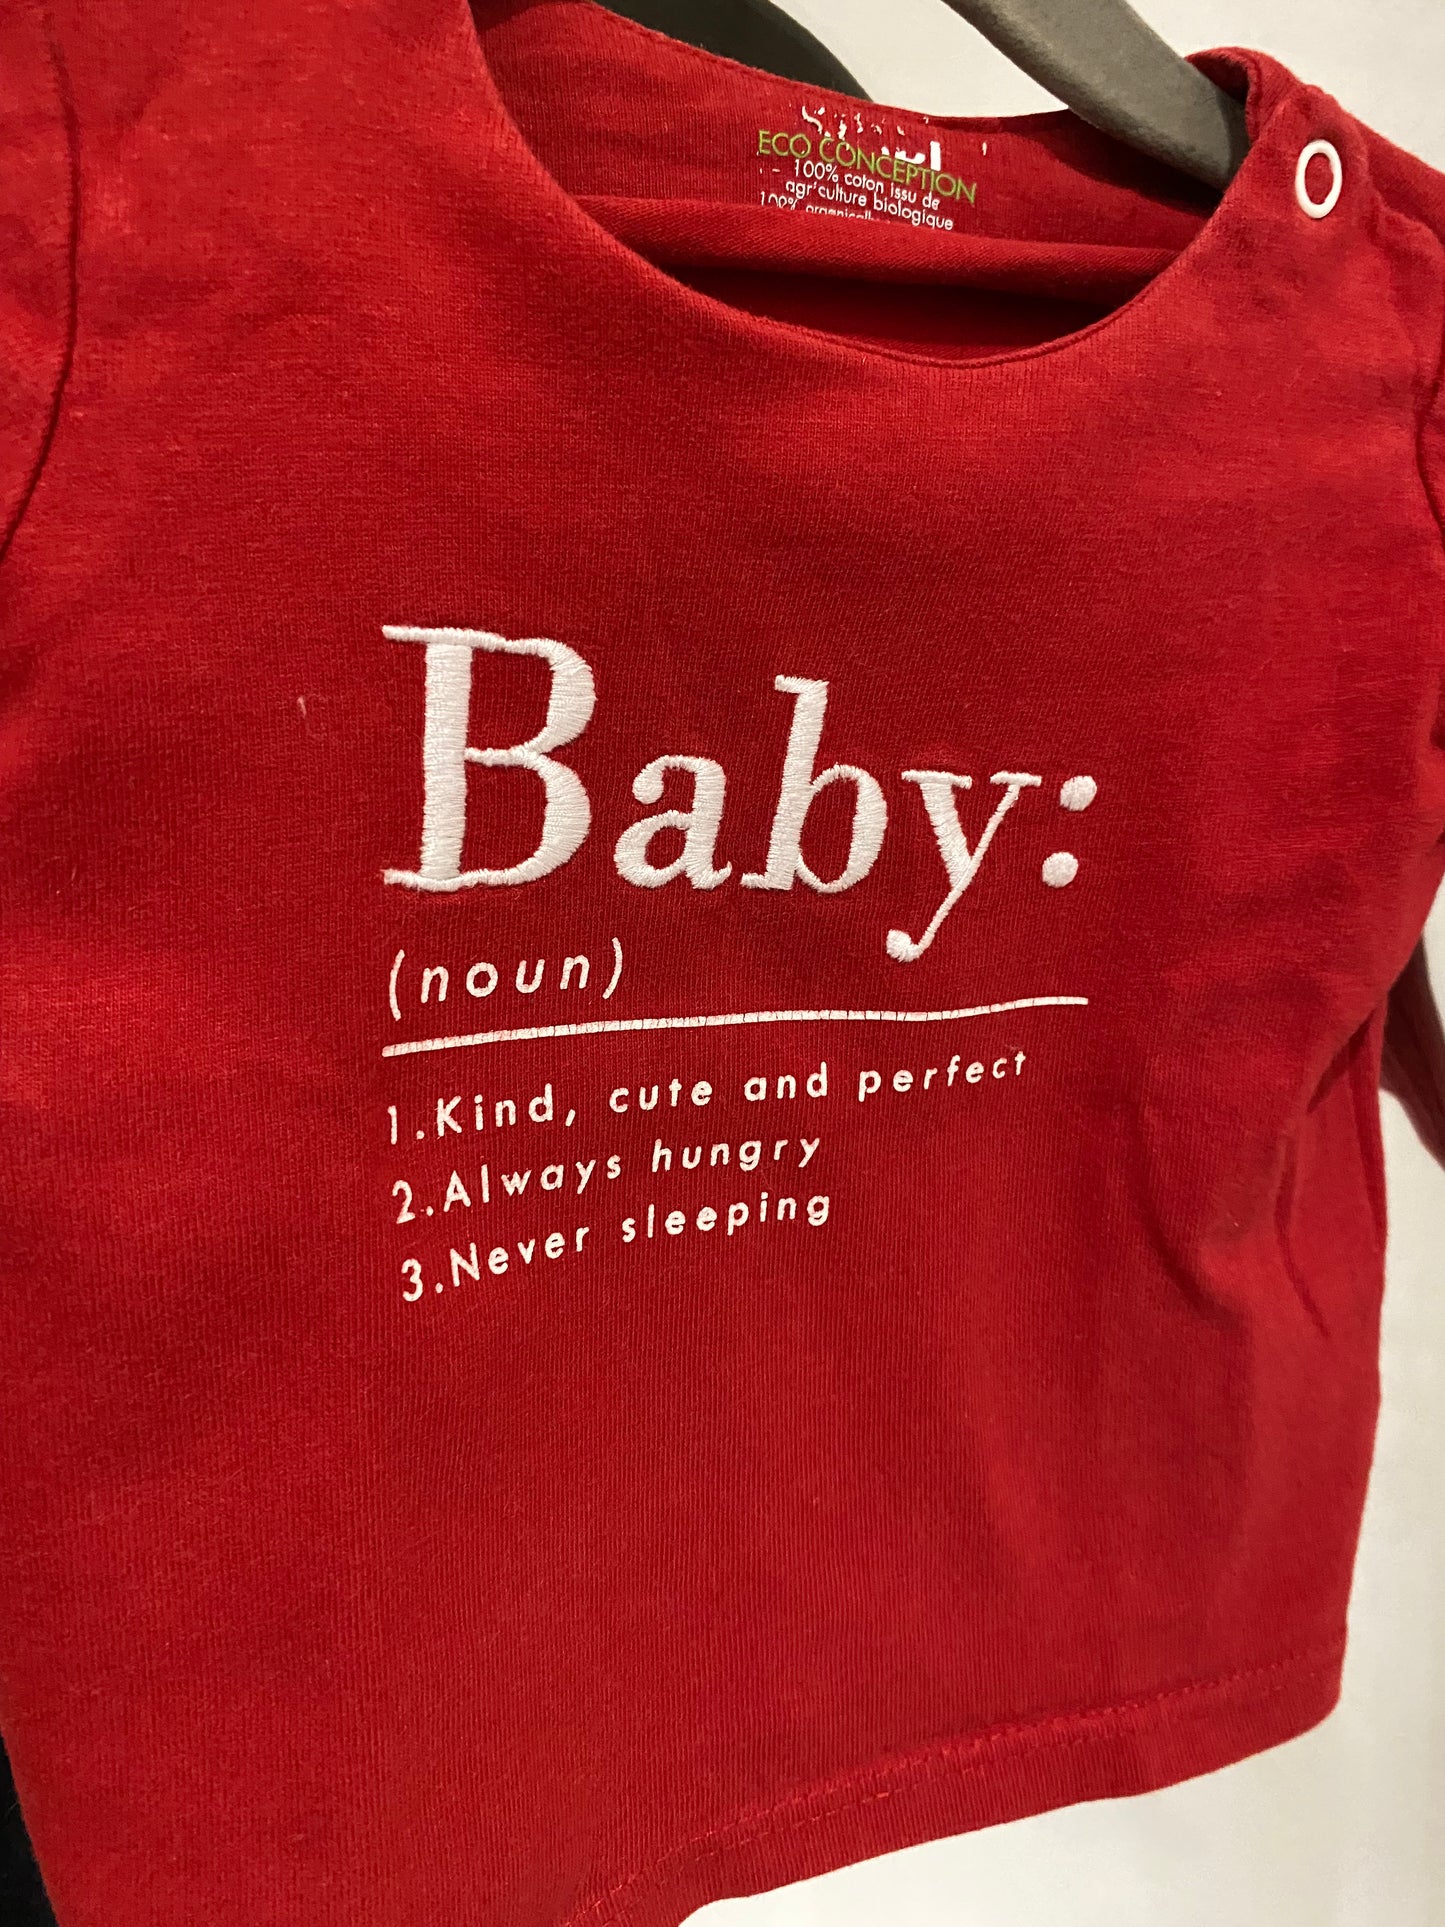 ECO CONCEPTION
100% coton issu de
agr'culture biologique
100%
Baby:
(noun)
1.Kind, cute and perfect
2.Always hungry
3.Never sleeping